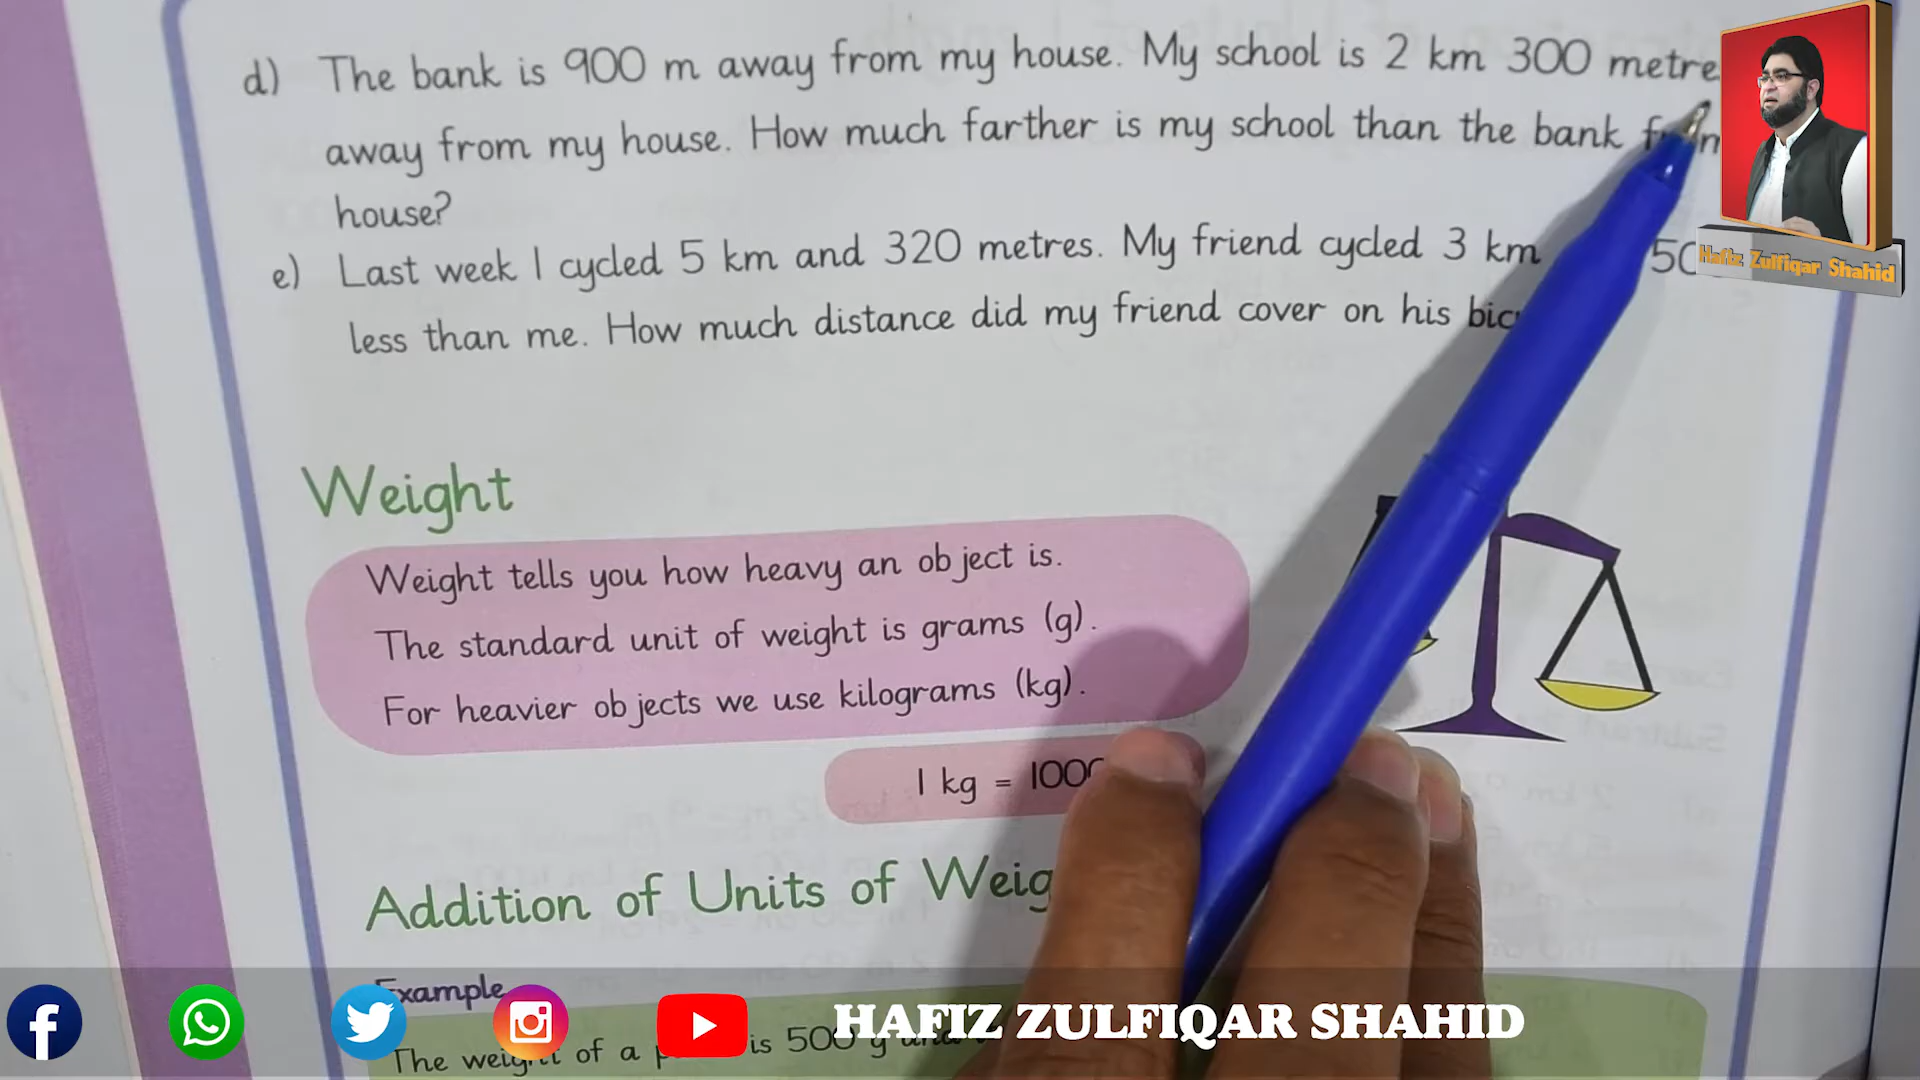 d) The bank is 900 m away from my house. My school is 2 km 300 metre
away from my house. How much farther is my school than the bank
house?
e) Last week I cycled 5 km and 320 metres. My friend cycled 3 km
less than me. How much distance did my friend cover on his
Hafiz Zulfiqar Shahid
Weight
Weight tells you how heavy an object is.
The standard unit of weight is grams (g).
For heavier objects we use kilograms (kg).
1 kg = 1000
Addition of Units of
Example
The weight of a is 500 g
HAFIZ ZULFIQAR SHAHID